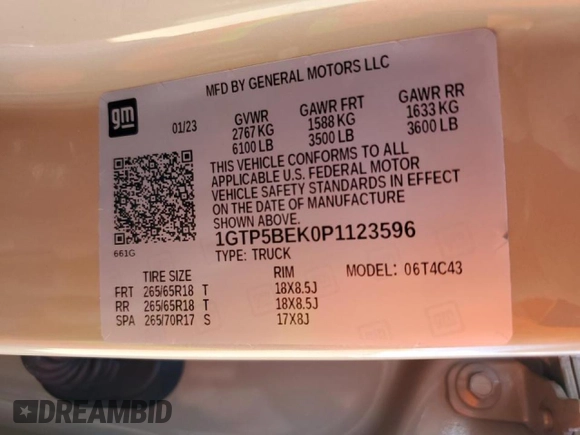 MFD BY GENERAL MOTORS LLC
gm
01/23
GVWR GAWR FRT GAWR RR
2767 KG 1588 KG 1633 KG
6100 LB 3500 LB 3600 LB
THIS VEHICLE CONFORMS TO ALL
APPLICABLE U.S. FEDERAL MOTOR
VEHICLE SAFETY STANDARDS IN EFFECT
ON THE DATE OF MANUFACTURE
SHOWN ABOVE.
661G
1GTP5BEK0P1123596
TYPE: TRUCK
MODEL: 06T4C43
TIRE SIZE RIM
FRT 265/65R18 T 18X8.5J
RR 265/65R18 T 18X8.5J
SPA 265/70R17 S 17X8J
DREAMBID